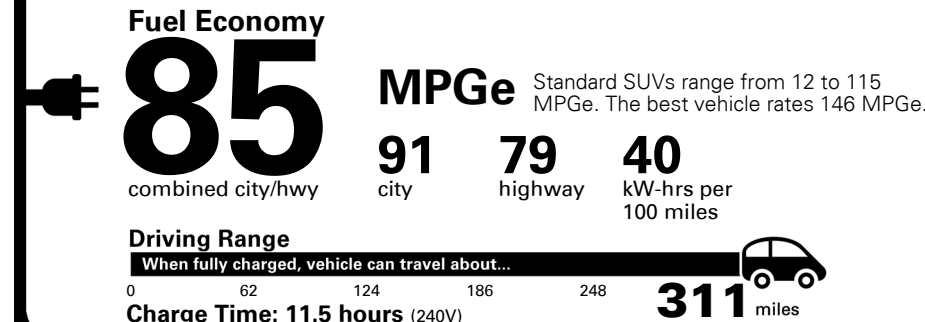 Fuel Economy
85
MPGe
Standard SUVs range from 12 to 115
MPGe. The best vehicle rates 146 MPGe.
91 79 40
combined city/hwy city highway kW-hrs per
100 miles
Driving Range
When fully charged, vehicle can travel about...
0 62 124 186 248 311 miles
Charge Time: 11.5 hours (240V)